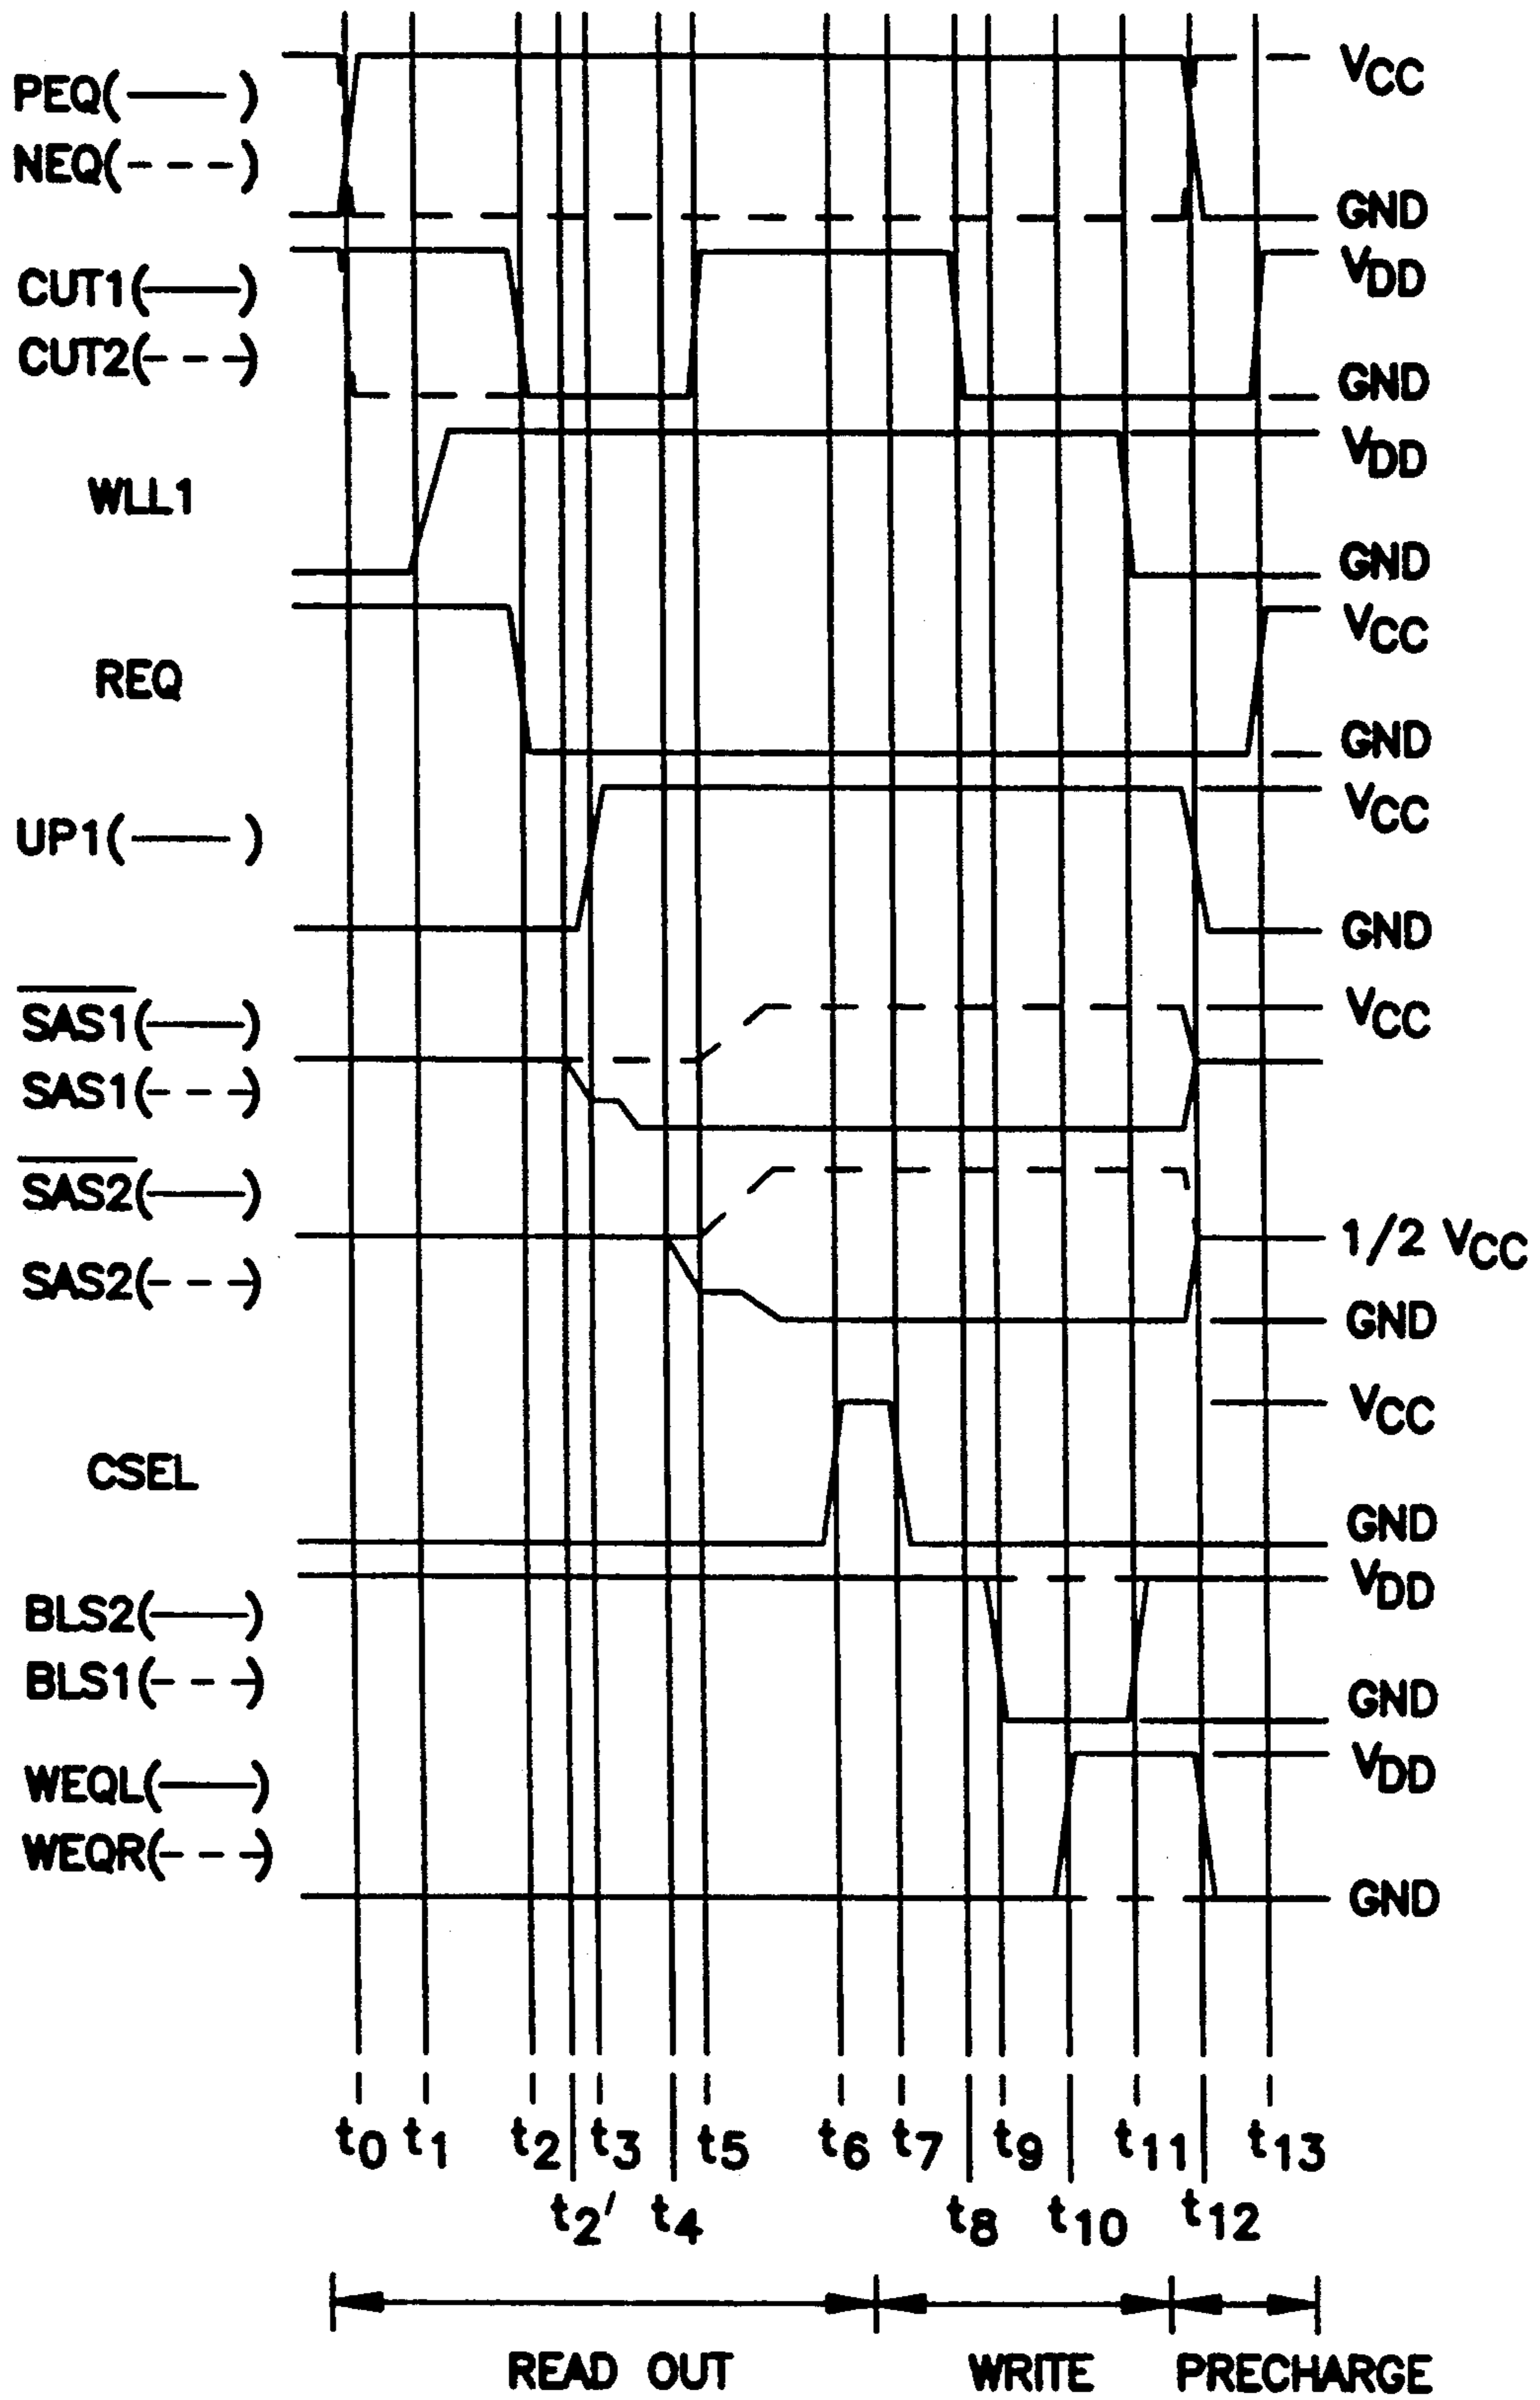 PEQ(——)
VCC
NEQ(---)
GND
CUT1(——)
VDD
CUT2(---)
GND
WLL1
VDD
GND
REQ
VCC
GND
UP1(——)
VCC
GND
S̅A̅S̅1̅(——)
VCC
SAS1(---)
S̅A̅S̅2̅(——)
1/2 VCC
SAS2(---)
GND
CSEL
VCC
GND
BLS2(——)
VDD
BLS1(---)
GND
WEQL(——)
VDD
WEQR(---)
GND
t0 t1 t2 t3 t5 t6 t7 t9 t11 t13
t2' t4 t8 t10 t12
READ OUT WRITE PRECHARGE